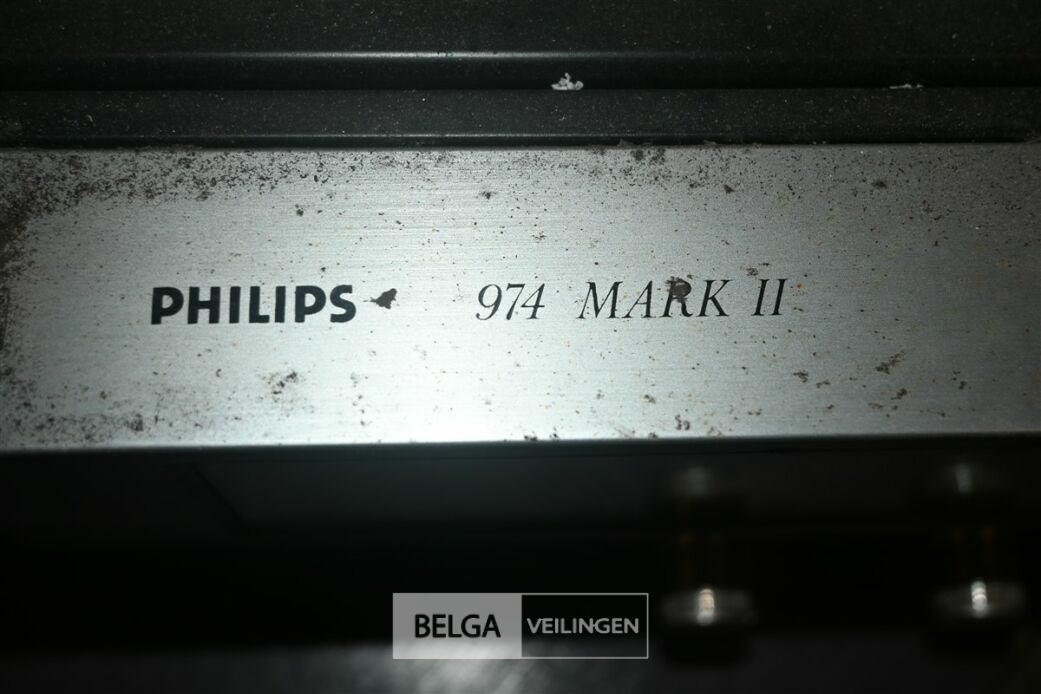 PHILIPS 974 MARK II
BELGA VEILINGEN